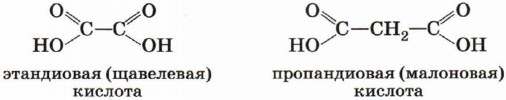 O O O O
C—C C—CH₂—C
HO OH HO OH
этандиовая (щавелевая) пропандиовая (малоновая)
кислота кислота